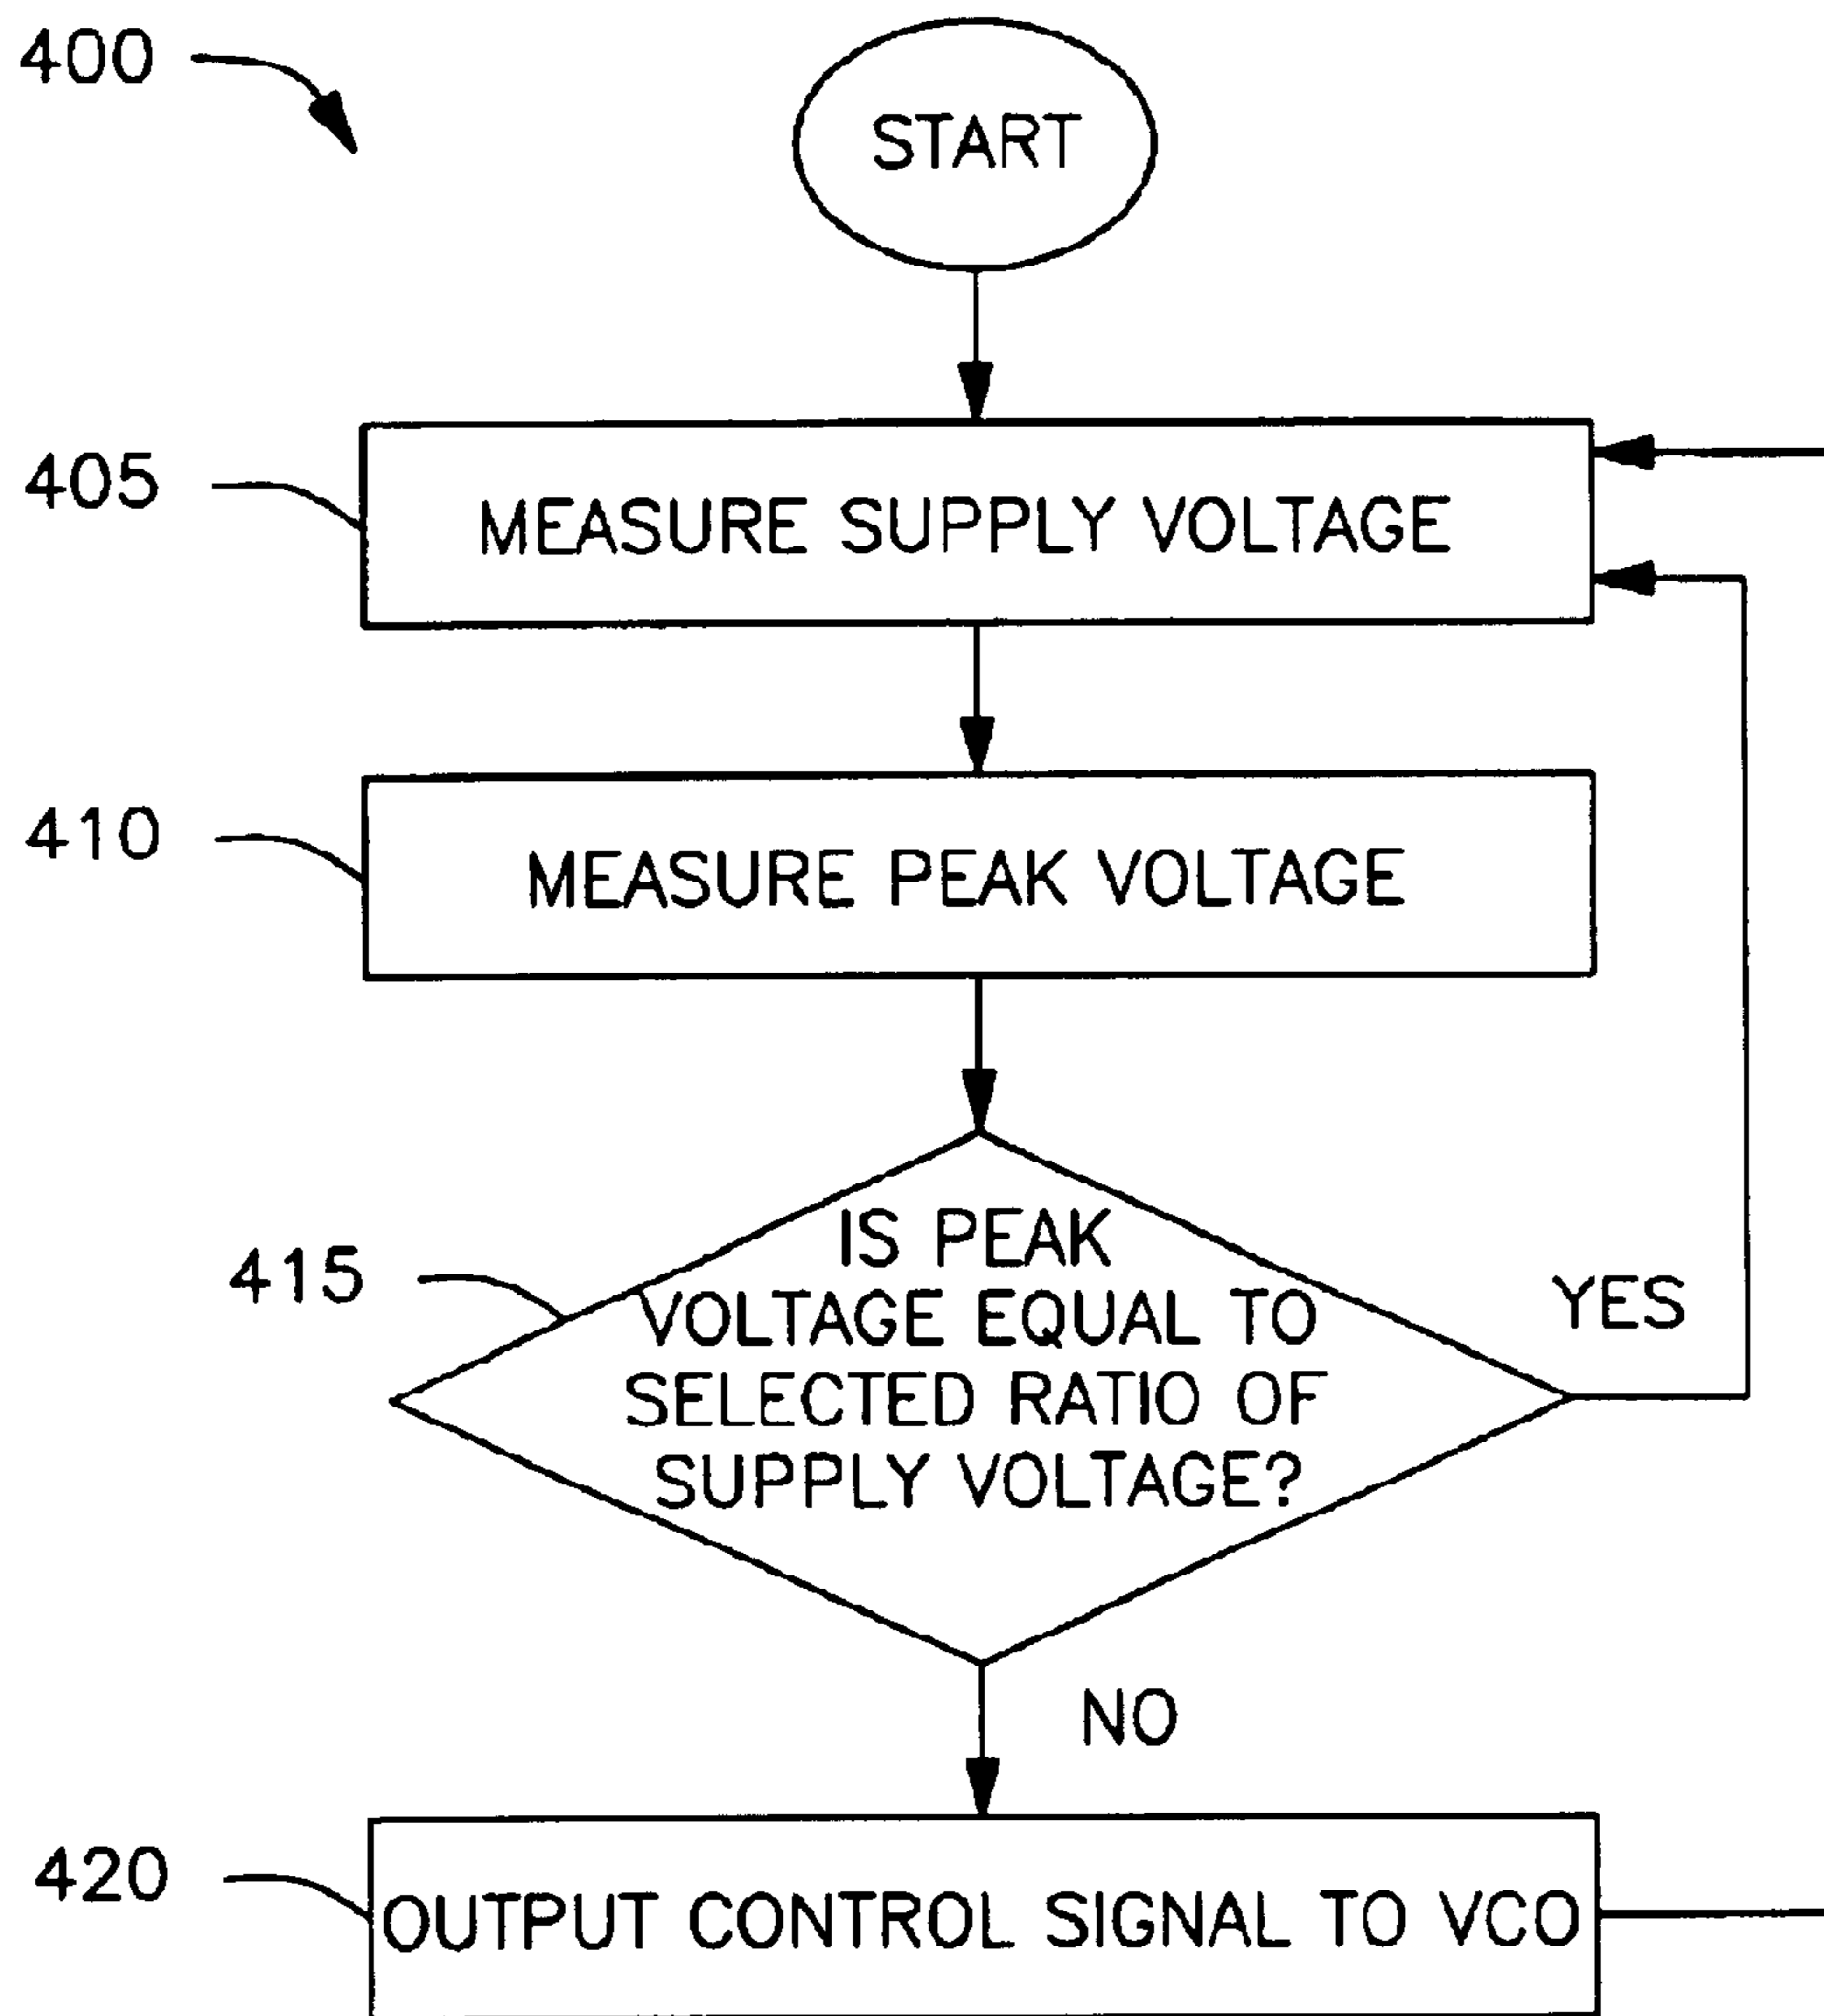 400
START
405
MEASURE SUPPLY VOLTAGE
410
MEASURE PEAK VOLTAGE
415
IS PEAK
VOLTAGE EQUAL TO
SELECTED RATIO OF
SUPPLY VOLTAGE?
YES
NO
420
OUTPUT CONTROL SIGNAL TO VCO